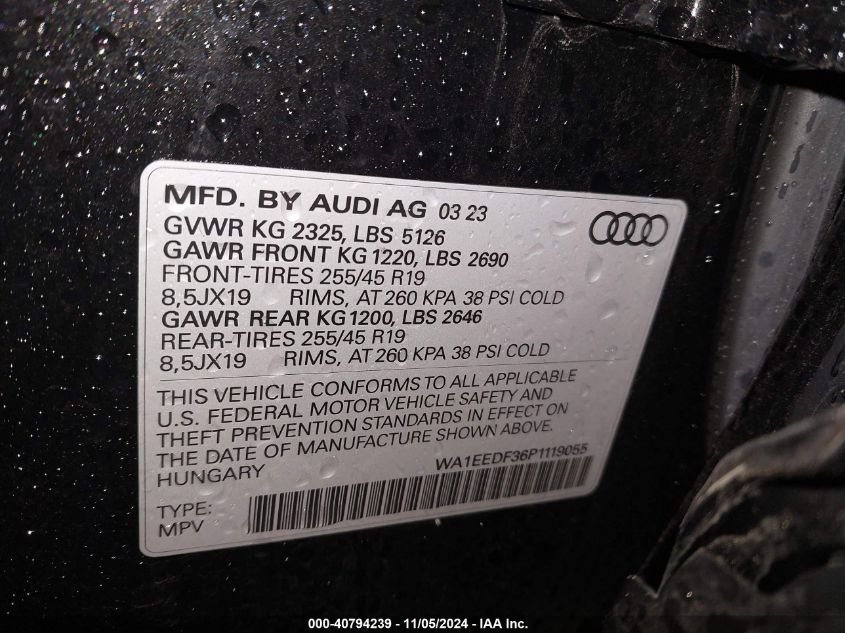 MFD. BY AUDI AG 03 23
GVWR KG 2325, LBS 5126
GAWR FRONT KG 1220, LBS 2690
FRONT-TIRES 255/45 R19
8,5JX19 RIMS, AT 260 KPA 38 PSI COLD
GAWR REAR KG 1200, LBS 2646
REAR-TIRES 255/45 R19
8,5JX19 RIMS, AT 260 KPA 38 PSI COLD
THIS VEHICLE CONFORMS TO ALL APPLICABLE
U.S. FEDERAL MOTOR VEHICLE SAFETY AND
THEFT PREVENTION STANDARDS IN EFFECT ON
THE DATE OF MANUFACTURE SHOWN ABOVE.
HUNGARY WA1EEDF36P1119055
TYPE:
MPV
000-40794239 - 11/05/2024 - IAA Inc.